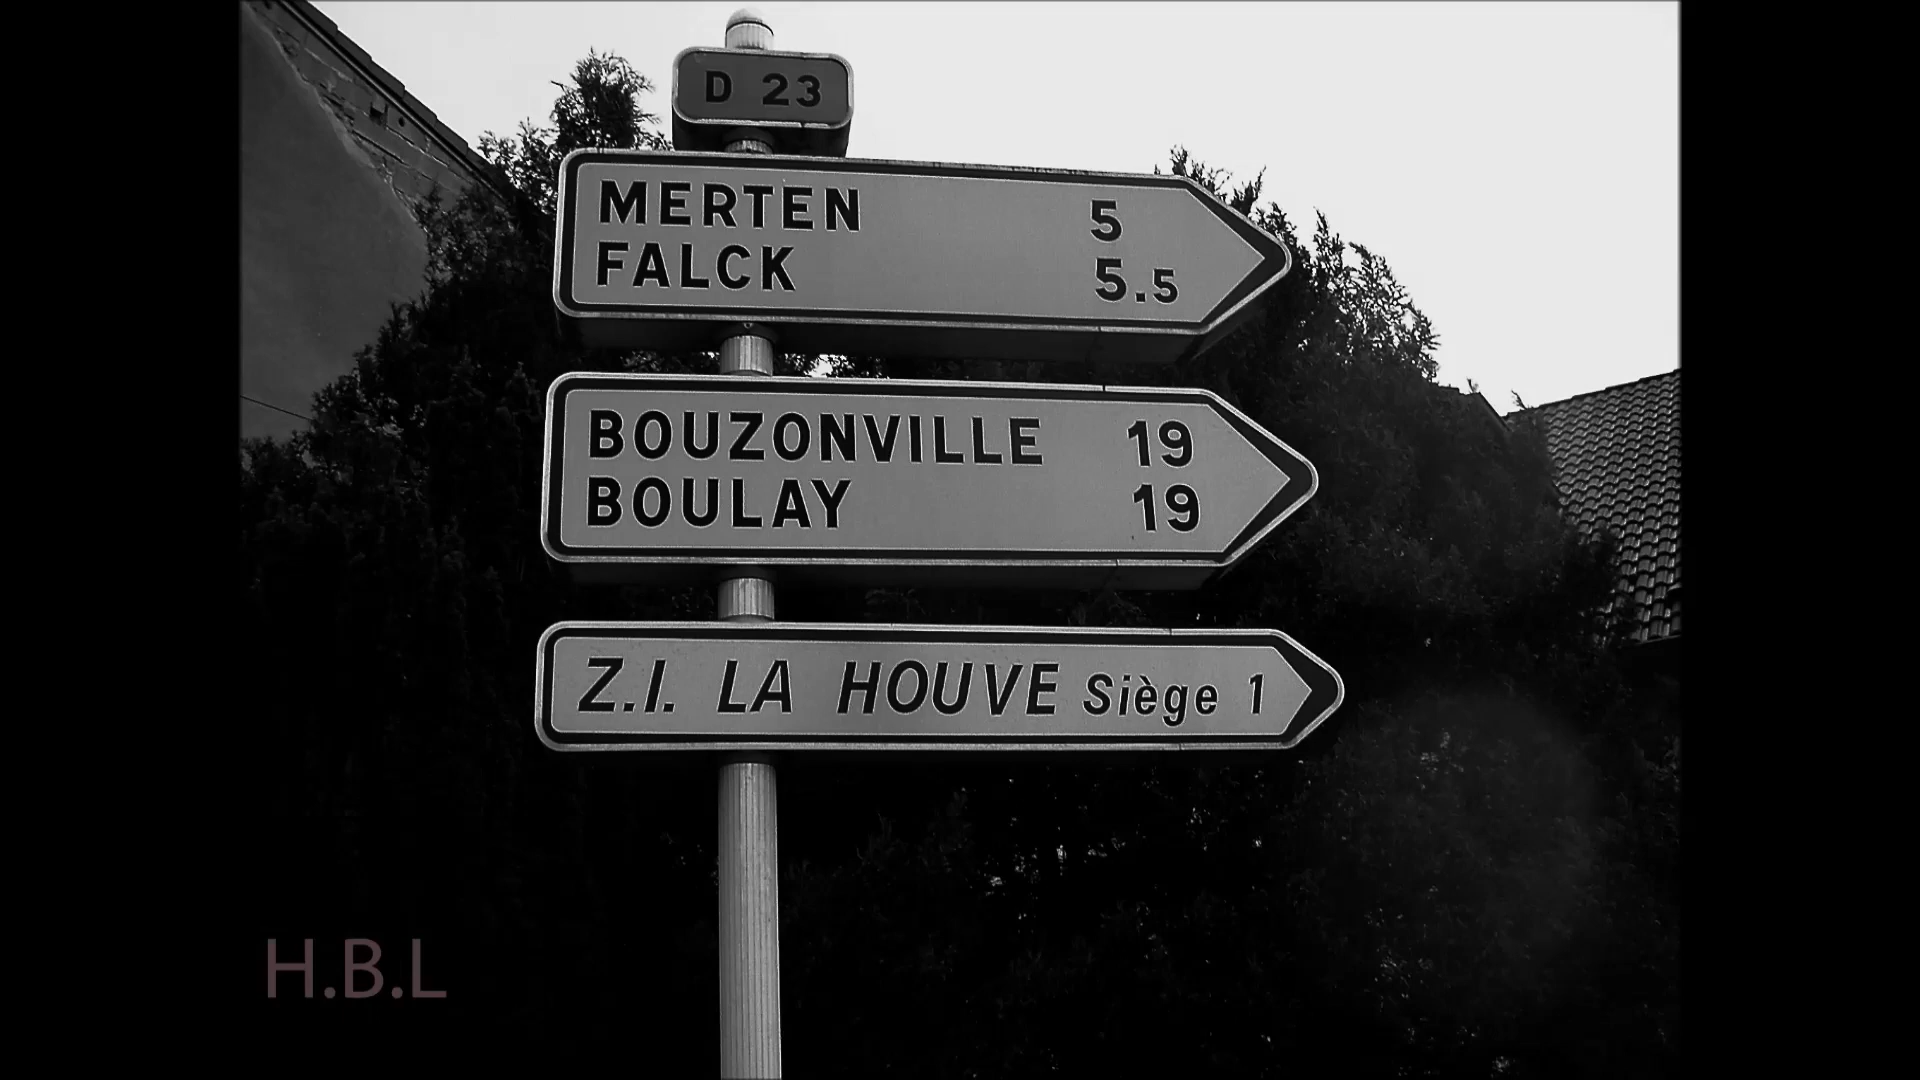 D 23
MERTEN 5
FALCK 5.5
BOUZONVILLE 19
BOULAY 19
Z.I. LA HOUVE Siège 1
H.B.L